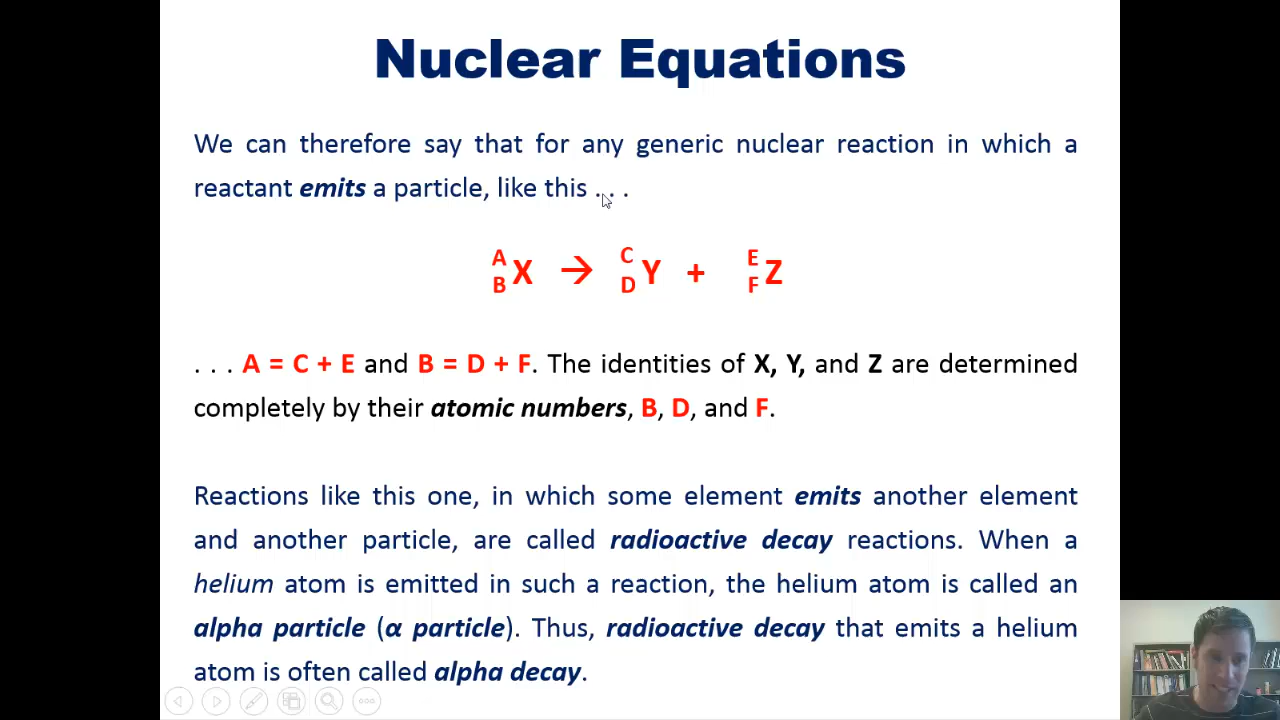 Nuclear Equations
We can therefore say that for any generic nuclear reaction in which a
reactant emits a particle, like this . . .
A C E
X → Y + Z
B D F
. . . A = C + E and B = D + F. The identities of X, Y, and Z are determined
completely by their atomic numbers, B, D, and F.
Reactions like this one, in which some element emits another element
and another particle, are called radioactive decay reactions. When a
helium atom is emitted in such a reaction, the helium atom is called an
alpha particle (α particle). Thus, radioactive decay that emits a helium
atom is often called alpha decay.